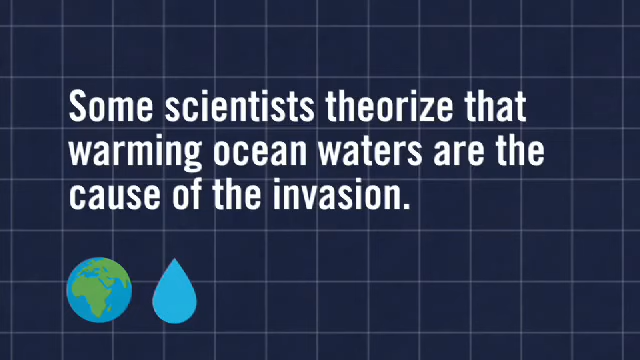 Some scientists theorize that
warming ocean waters are the
cause of the invasion.